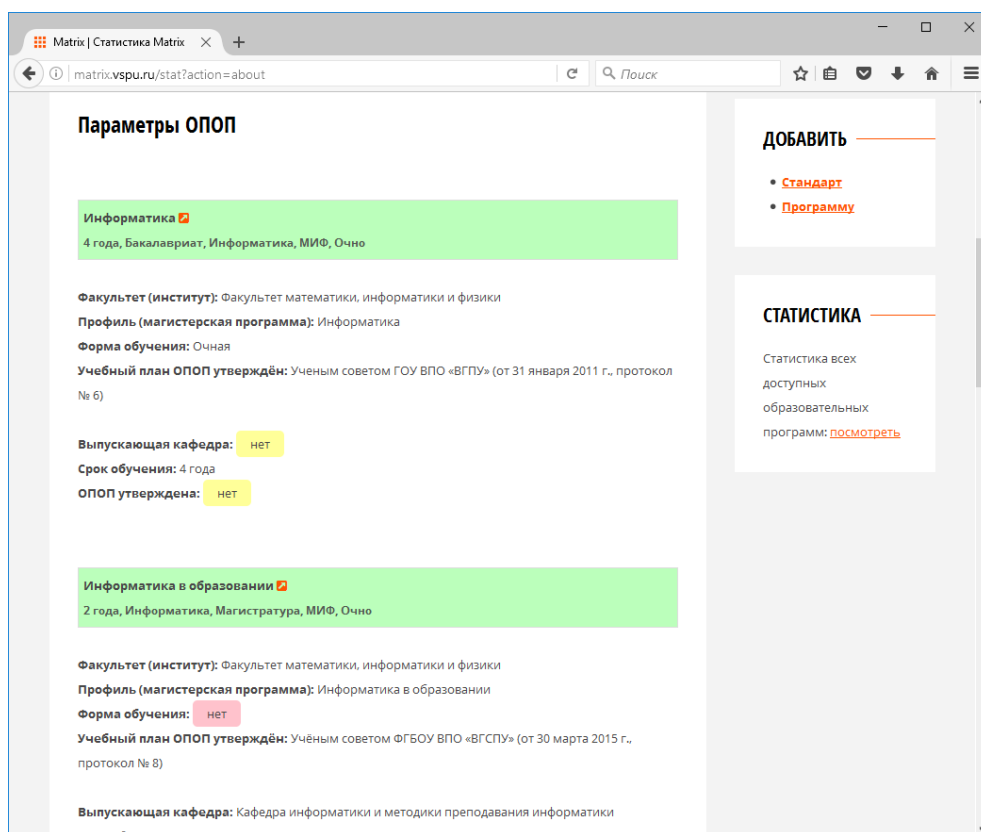 Matrix | Статистика Matrix
matrix.vspu.ru/stat?action=about
Поиск
Параметры ОПОП
Информатика
4 года, Бакалавриат, Информатика, МИФ, Очно
Факультет (институт): Факультет математики, информатики и физики
Профиль (магистерская программа): Информатика
Форма обучения: Очная
Учебный план ОПОП утверждён: Ученым советом ГОУ ВПО «ВГПУ» (от 31 января 2011 г., протокол
№ 6)
Выпускающая кафедра: нет
Срок обучения: 4 года
ОПОП утверждена: нет
Информатика в образовании
2 года, Информатика, Магистратура, МИФ, Очно
Факультет (институт): Факультет математики, информатики и физики
Профиль (магистерская программа): Информатика в образовании
Форма обучения: нет
Учебный план ОПОП утверждён: Учёным советом ФГБОУ ВПО «ВГСПУ» (от 30 марта 2015 г.,
протокол № 8)
Выпускающая кафедра: Кафедра информатики и методики преподавания информатики
ДОБАВИТЬ
Стандарт
Программу
СТАТИСТИКА
Статистика всех
доступных
образовательных
программ: посмотреть